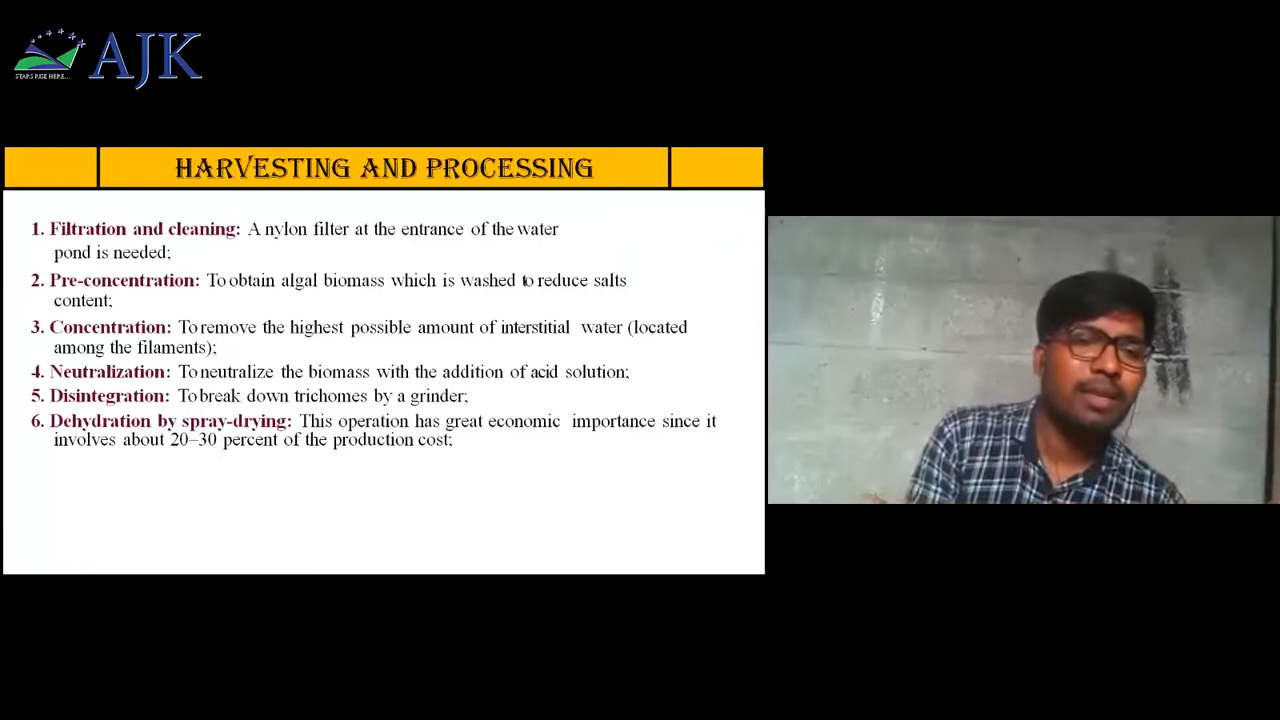 AJK
STARS RISE HERE...
HARVESTING AND PROCESSING
1. Filtration and cleaning: A nylon filter at the entrance of the water
pond is needed;
2. Pre-concentration: To obtain algal biomass which is washed to reduce salts
content;
3. Concentration: To remove the highest possible amount of interstitial water (located
among the filaments);
4. Neutralization: To neutralize the biomass with the addition of acid solution;
5. Disintegration: To break down trichomes by a grinder;
6. Dehydration by spray-drying: This operation has great economic importance since it
involves about 20–30 percent of the production cost;